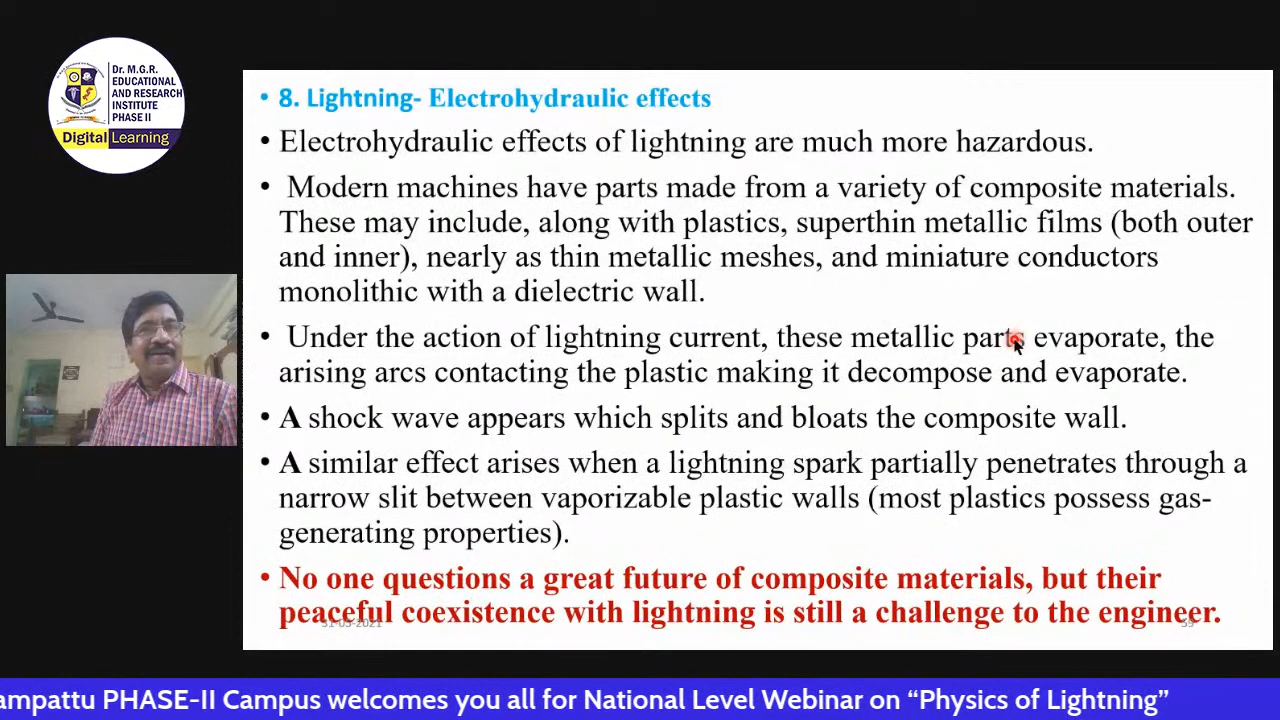 Dr. M.G.R.
EDUCATIONAL
AND RESEARCH
INSTITUTE
PHASE II
Digital Learning
• 8. Lightning- Electrohydraulic effects
• Electrohydraulic effects of lightning are much more hazardous.
• Modern machines have parts made from a variety of composite materials.
These may include, along with plastics, superthin metallic films (both outer
and inner), nearly as thin metallic meshes, and miniature conductors
monolithic with a dielectric wall.
• Under the action of lightning current, these metallic parts evaporate, the
arising arcs contacting the plastic making it decompose and evaporate.
• A shock wave appears which splits and bloats the composite wall.
• A similar effect arises when a lightning spark partially penetrates through a
narrow slit between vaporizable plastic walls (most plastics possess gas-
generating properties).
• No one questions a great future of composite materials, but their
peaceful coexistence with lightning is still a challenge to the engineer.
31-05-2021
59
ampattu PHASE-II Campus welcomes you all for National Level Webinar on “Physics of Lightning”